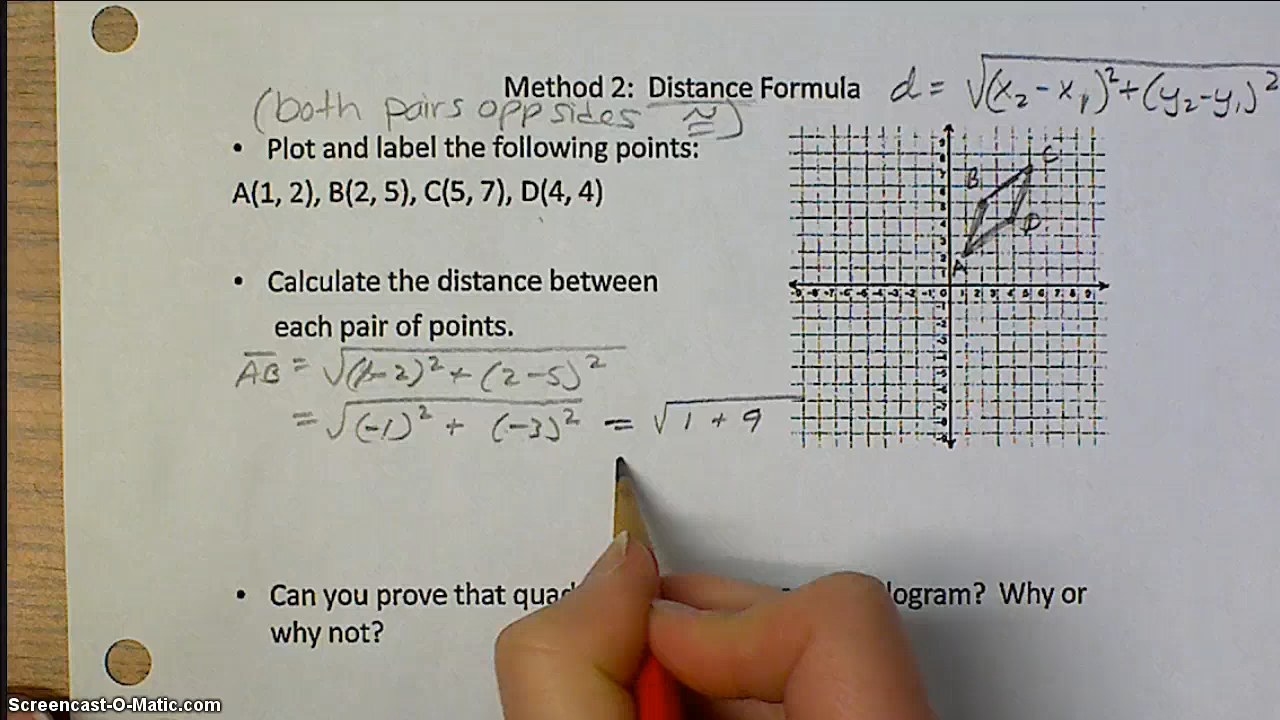 Method 2: Distance Formula
d = √(x₂ - x₁)² + (y₂ - y₁)²
(both pairs opp sides ≅)
• Plot and label the following points:
A(1, 2), B(2, 5), C(5, 7), D(4, 4)
C
B
D
A
• Calculate the distance between
each pair of points.
AB = √(1-2)² + (2-5)²
= √(-1)² + (-3)² = √1 + 9
• Can you prove that logram? Why or
why not?
Screencast-O-Matic.com